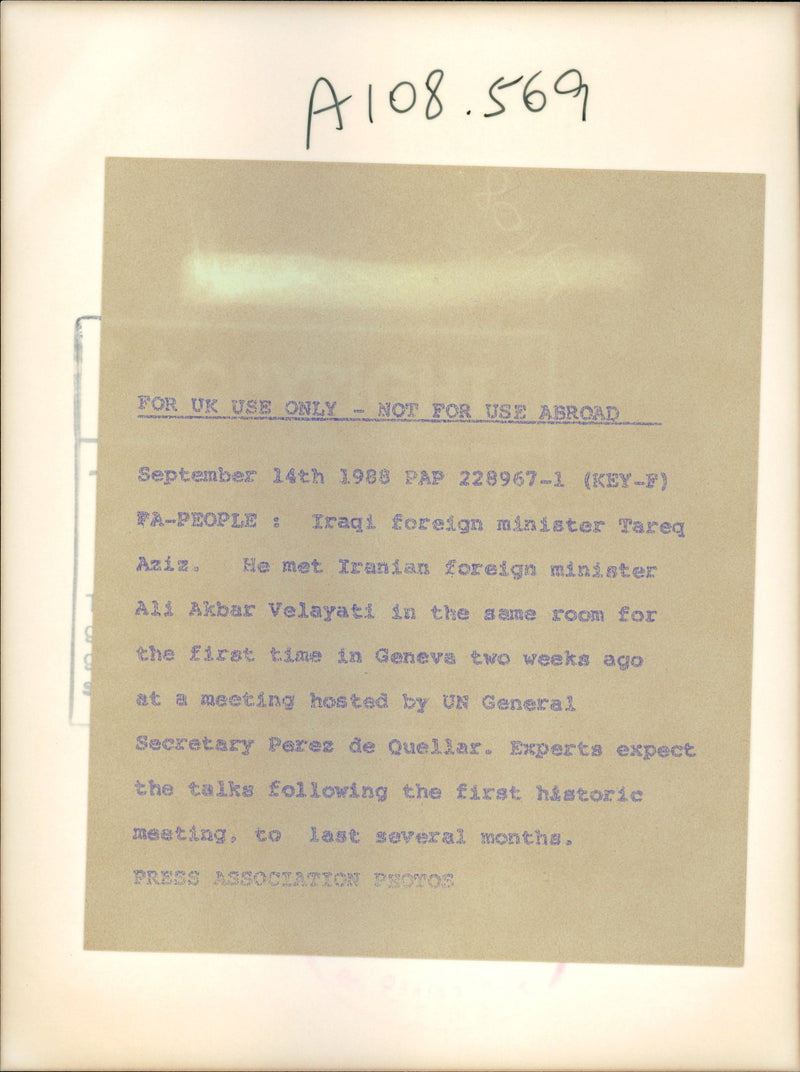 A108.569
FOR UK USE ONLY - NOT FOR USE ABROAD
September 14th 1988 PAP 228967-1 (KEY-F)
FA-PEOPLE : Iraqi foreign minister Tareq
Aziz. He met Iranian foreign minister
Ali Akbar Velayati in the same room for
the first time in Geneva two weeks ago
at a meeting hosted by UN General
Secretary Perez de Quellar. Experts expect
the talks following the first historic
meeting, to last several months.
PRESS ASSOCIATION PHOTOS